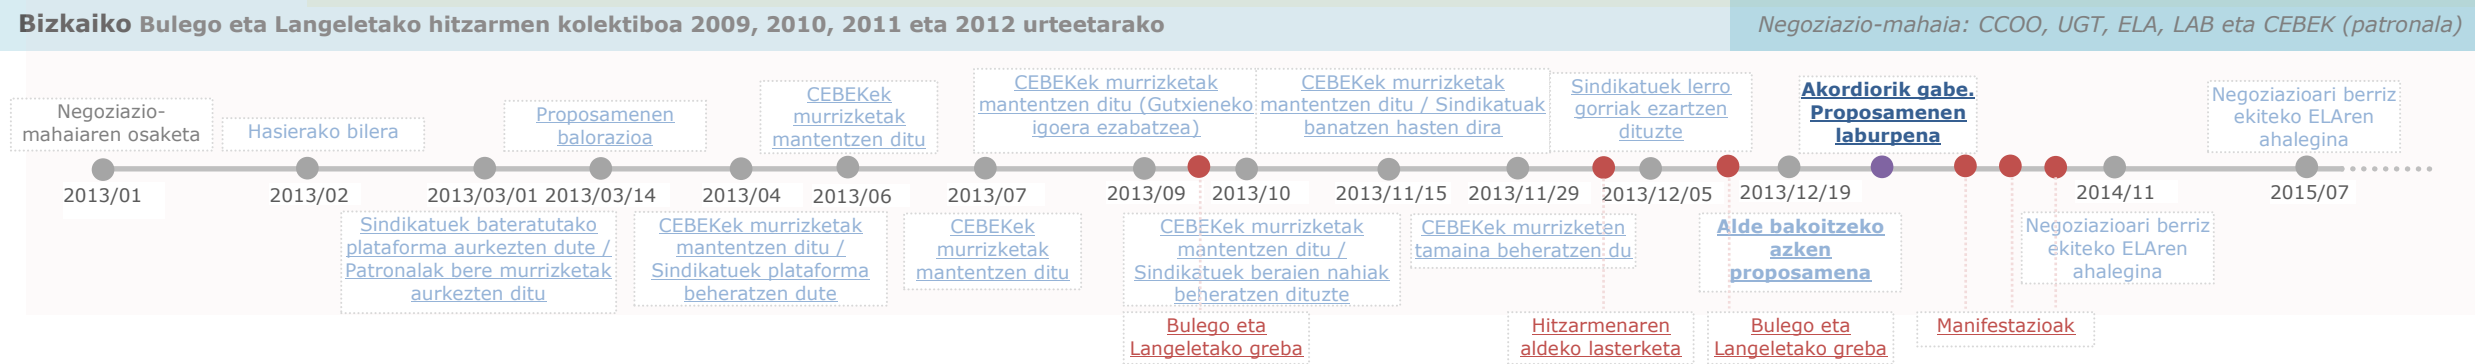 Bizkaiko Bulego eta Langeletako hitzarmen kolektiboa 2009, 2010, 2011 eta 2012 urteetarako
Negoziazio-mahaia: CCOO, UGT, ELA, LAB eta CEBEK (patronala)
Negoziazio-
mahaiaren osaketa
Hasierako bilera
Proposamenen
balorazioa
CEBEKek
murrizketak
mantentzen ditu
CEBEKek murrizketak
mantentzen ditu (Gutxieneko
igoera ezabatzea)
CEBEKek murrizketak
mantentzen ditu / Sindikatuak
banatzen hasten dira
Sindikatuek lerro
gorriak ezartzen
dituzte
Akordiorik gabe.
Proposamenen
laburpena
Negoziazioari berriz
ekiteko ELAren
ahalegina
2013/01
2013/02
2013/03/01
2013/03/14
2013/04
2013/06
2013/07
2013/09
2013/10
2013/11/15
2013/11/29
2013/12/05
2013/12/19
2014/11
2015/07
Sindikatuek bateratutako
plataforma aurkezten dute /
Patronalak bere murrizketak
aurkezten ditu
CEBEKek murrizketak
mantentzen ditu /
Sindikatuek plataforma
beheratzen dute
CEBEKek
murrizketak
mantentzen ditu
CEBEKek murrizketak
mantentzen ditu /
Sindikatuek beraien nahiak
beheratzen dituzte
CEBEKek murrizketen
tamaina beheratzen du
Alde bakoitzeko
azken
proposamena
Negoziazioari berriz
ekiteko ELAren
ahalegina
Bulego eta
Langeletako greba
Hitzarmenaren
aldeko lasterketa
Bulego eta
Langeletako greba
Manifestazioak